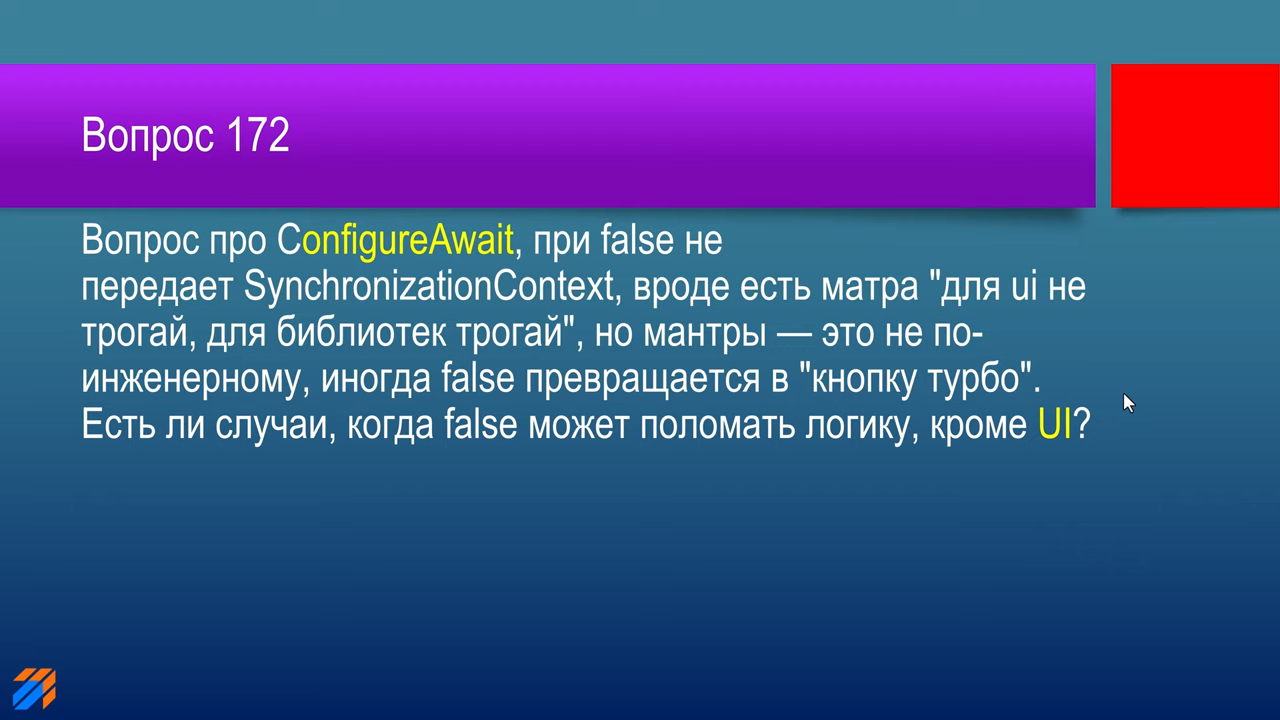 Вопрос 172
Вопрос про ConfigureAwait, при false не
передает SynchronizationContext, вроде есть матра "для ui не
трогай, для библиотек трогай", но мантры — это не по-
инженерному, иногда false превращается в "кнопку турбо".
Есть ли случаи, когда false может поломать логику, кроме UI?